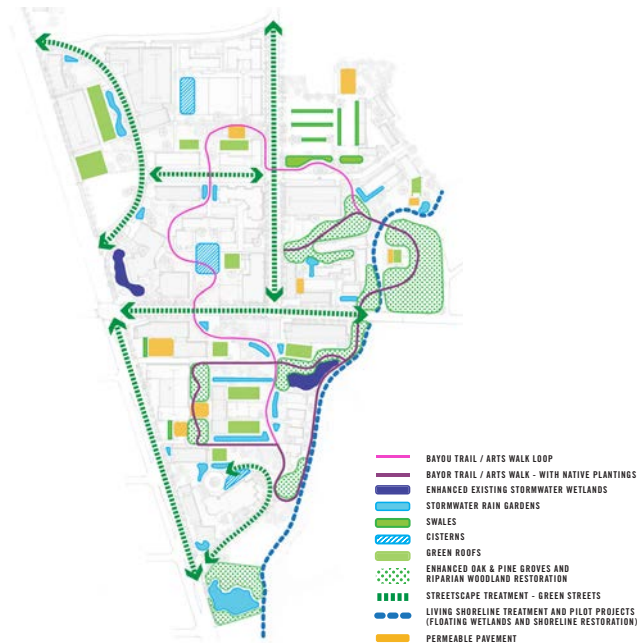 BAYOU TRAIL / ARTS WALK LOOP
BAYOR TRAIL / ARTS WALK - WITH NATIVE PLANTINGS
ENHANCED EXISTING STORMWATER WETLANDS
STORMWATER RAIN GARDENS
SWALES
CISTERNS
GREEN ROOFS
ENHANCED OAK & PINE GROVES AND
RIPARIAN WOODLAND RESTORATION
STREETSCAPE TREATMENT - GREEN STREETS
LIVING SHORELINE TREATMENT AND PILOT PROJECTS
(FLOATING WETLANDS AND SHORELINE RESTORATION)
PERMEABLE PAVEMENT